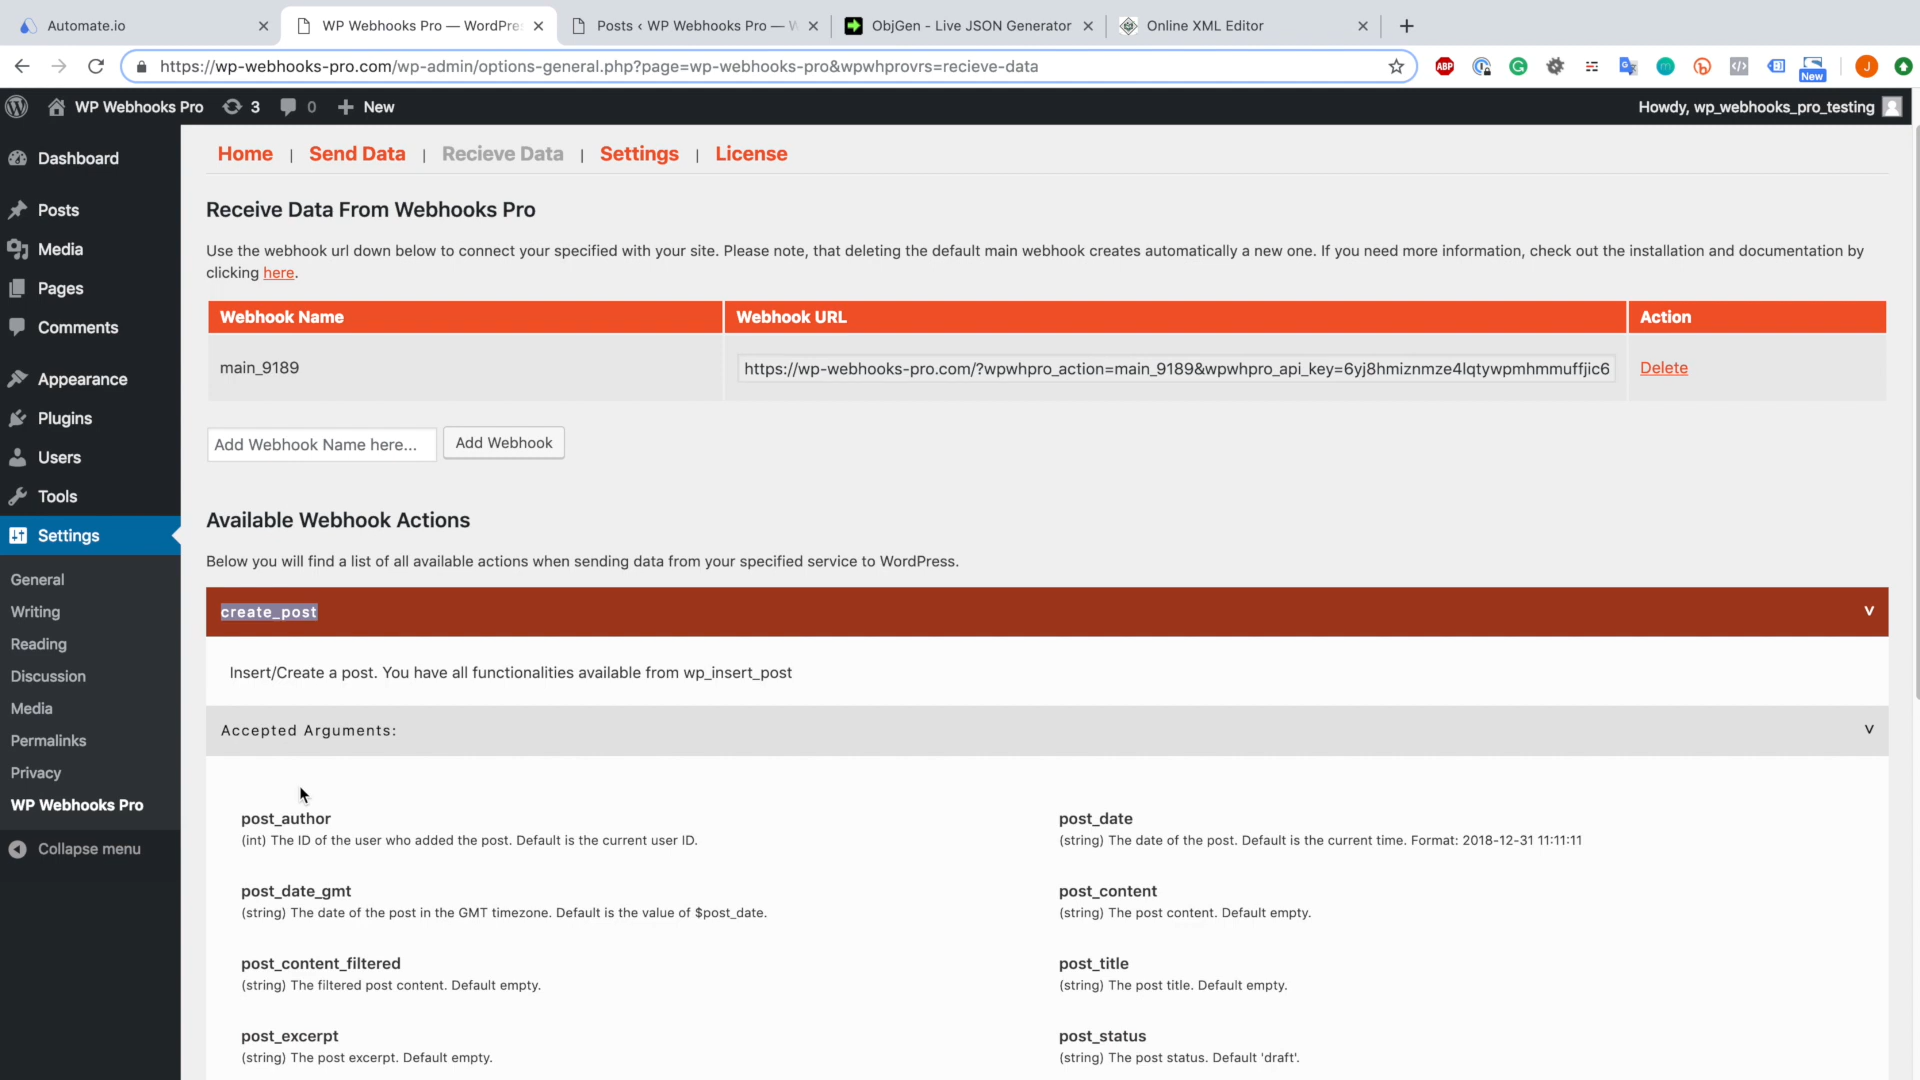 Automate.io
WP Webhooks Pro — WordPre
Posts ‹ WP Webhooks Pro — W
ObjGen - Live JSON Generator
Online XML Editor
https://wp-webhooks-pro.com/wp-admin/options-general.php?page=wp-webhooks-pro&wpwhprovrs=recieve-data
ABP
New
J
WP Webhooks Pro
3
0
New
Howdy, wp_webhooks_pro_testing
Dashboard
Posts
Media
Pages
Comments
Appearance
Plugins
Users
Tools
Settings
General
Writing
Reading
Discussion
Media
Permalinks
Privacy
WP Webhooks Pro
Collapse menu
Home | Send Data | Recieve Data | Settings | License
Receive Data From Webhooks Pro
Use the webhook url down below to connect your specified with your site. Please note, that deleting the default main webhook creates automatically a new one. If you need more information, check out the installation and documentation by
clicking here.
Webhook Name
Webhook URL
Action
main_9189
https://wp-webhooks-pro.com/?wpwhpro_action=main_9189&wpwhpro_api_key=6yj8hmiznmze4lqtywpmhmmuffjic6
Delete
Add Webhook Name here...
Add Webhook
Available Webhook Actions
Below you will find a list of all available actions when sending data from your specified service to WordPress.
create_post
v
Insert/Create a post. You have all functionalities available from wp_insert_post
Accepted Arguments:
v
post_author
(int) The ID of the user who added the post. Default is the current user ID.
post_date
(string) The date of the post. Default is the current time. Format: 2018-12-31 11:11:11
post_date_gmt
(string) The date of the post in the GMT timezone. Default is the value of $post_date.
post_content
(string) The post content. Default empty.
post_content_filtered
(string) The filtered post content. Default empty.
post_title
(string) The post title. Default empty.
post_excerpt
(string) The post excerpt. Default empty.
post_status
(string) The post status. Default 'draft'.